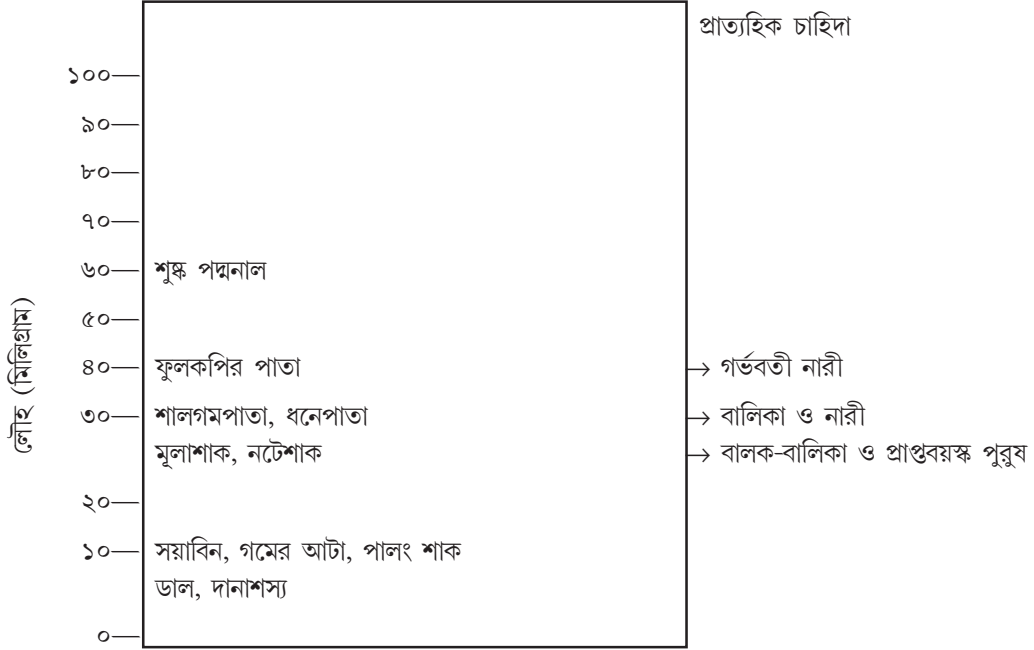 প্রাত্যহিক চাহিদা
১০০
৯০
৮০
৭০
৬০ শুষ্ক পদ্মনাল
৫০
৪০ ফুলকপির পাতা → গর্ভবতী নারী
৩০ শালগমপাতা, ধনেপাতা → বালিকা ও নারী
মূলাশাক, নটেশাক → বালক-বালিকা ও প্রাপ্তবয়স্ক পুরুষ
২০
১০ সয়াবিন, গমের আটা, পালং শাক
ডাল, দানাশস্য
০
লৌহ (মিলিগ্রাম)